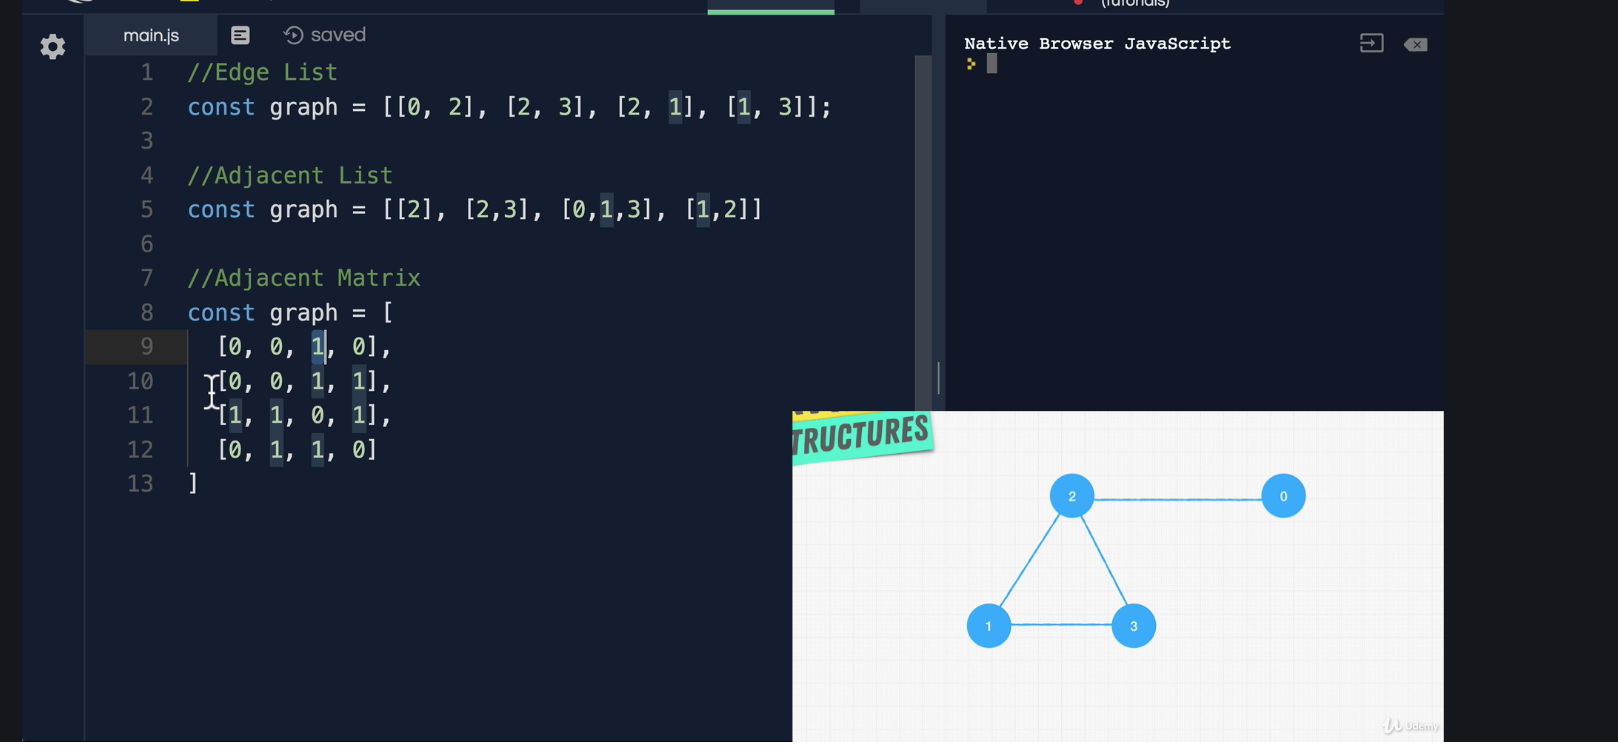 (Tutorials)
main.js saved
Native Browser JavaScript
1 //Edge List
2 const graph = [[0, 2], [2, 3], [2, 1], [1, 3]];
3
4 //Adjacent List
5 const graph = [[2], [2,3], [0,1,3], [1,2]]
6
7 //Adjacent Matrix
8 const graph = [
9 [0, 0, 1, 0],
10 [0, 0, 1, 1],
11 [1, 1, 0, 1],
12 [0, 1, 1, 0]
13 ]
TRUCTURES
2 0
1 3
Udemy